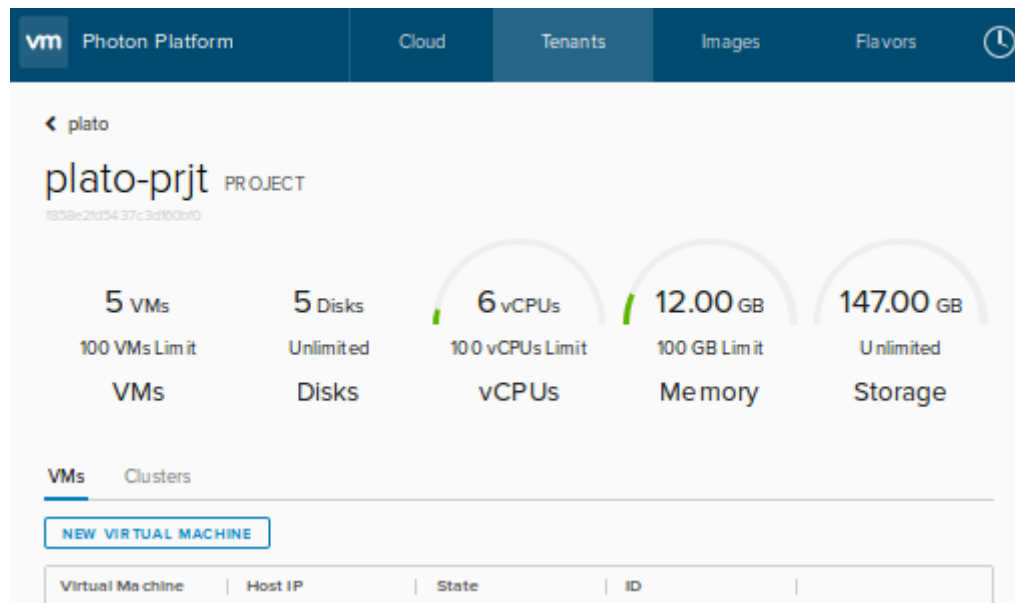 vm Photon Platform Cloud Tenants Images Flavors
plato
plato-prjt PROJECT
f858e2fd5437c3d160bf0
5 VMs 5 Disks 6 vCPUs 12.00 GB 147.00 GB
100 VMs Limit Unlimited 100 vCPUs Limit 100 GB Limit Unlimited
VMs Disks vCPUs Memory Storage
VMs Clusters
NEW VIRTUAL MACHINE
Virtual Machine Host IP State ID